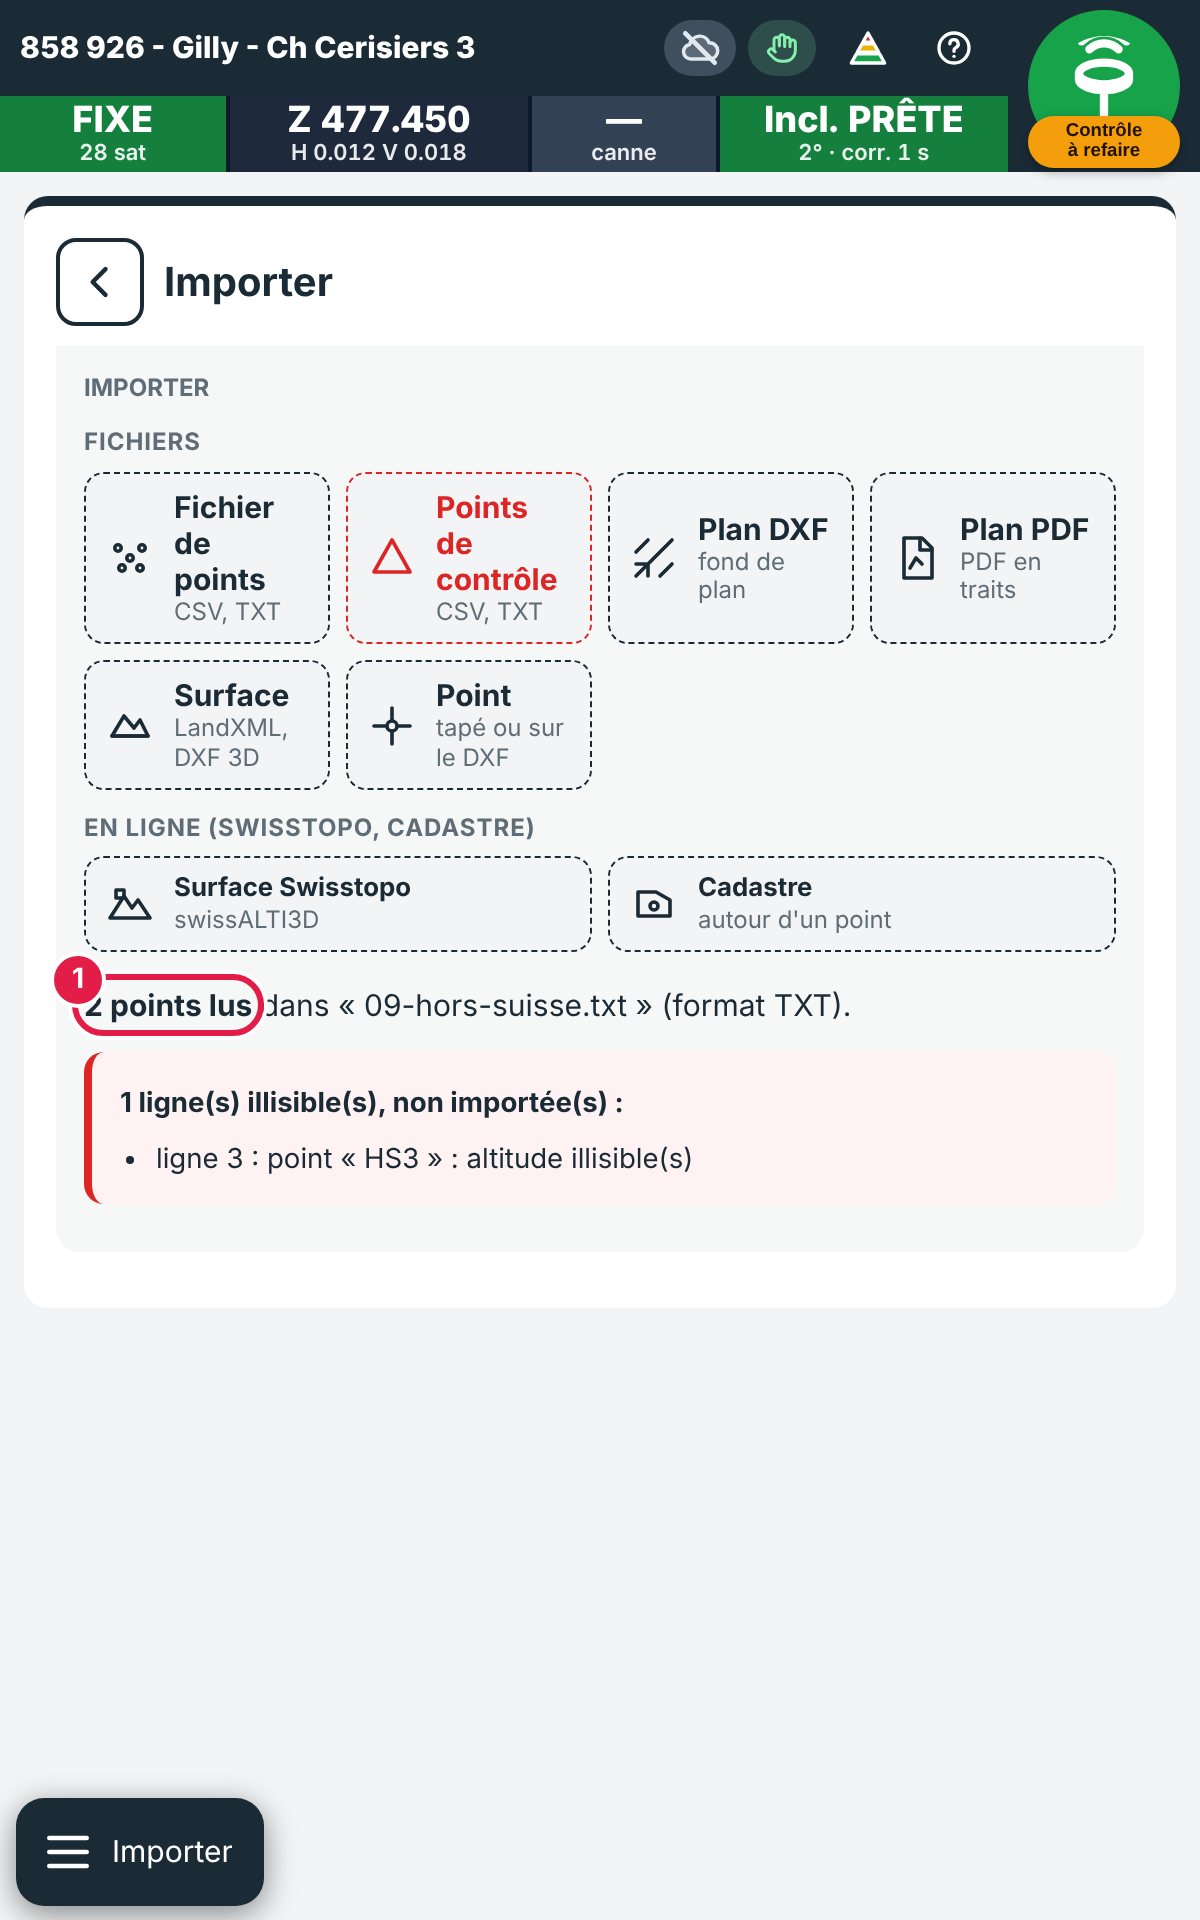 858 926 - Gilly - Ch Cerisiers 3
FIXE
28 sat
Z 477.450
H 0.012 V 0.018
—
canne
Incl. PRÊTE
2° · corr. 1 s
Contrôle
à refaire
Importer
IMPORTER
FICHIERS
Fichier
de
points
CSV, TXT
Points
de
contrôle
CSV, TXT
Plan DXF
fond de
plan
Plan PDF
PDF en
traits
Surface
LandXML,
DXF 3D
Point
tapé ou sur
le DXF
EN LIGNE (SWISSTOPO, CADASTRE)
Surface Swisstopo
swissALTI3D
Cadastre
autour d'un point
1
2 points lus dans « 09-hors-suisse.txt » (format TXT).
1 ligne(s) illisible(s), non importée(s) :
• ligne 3 : point « HS3 » : altitude illisible(s)
Importer